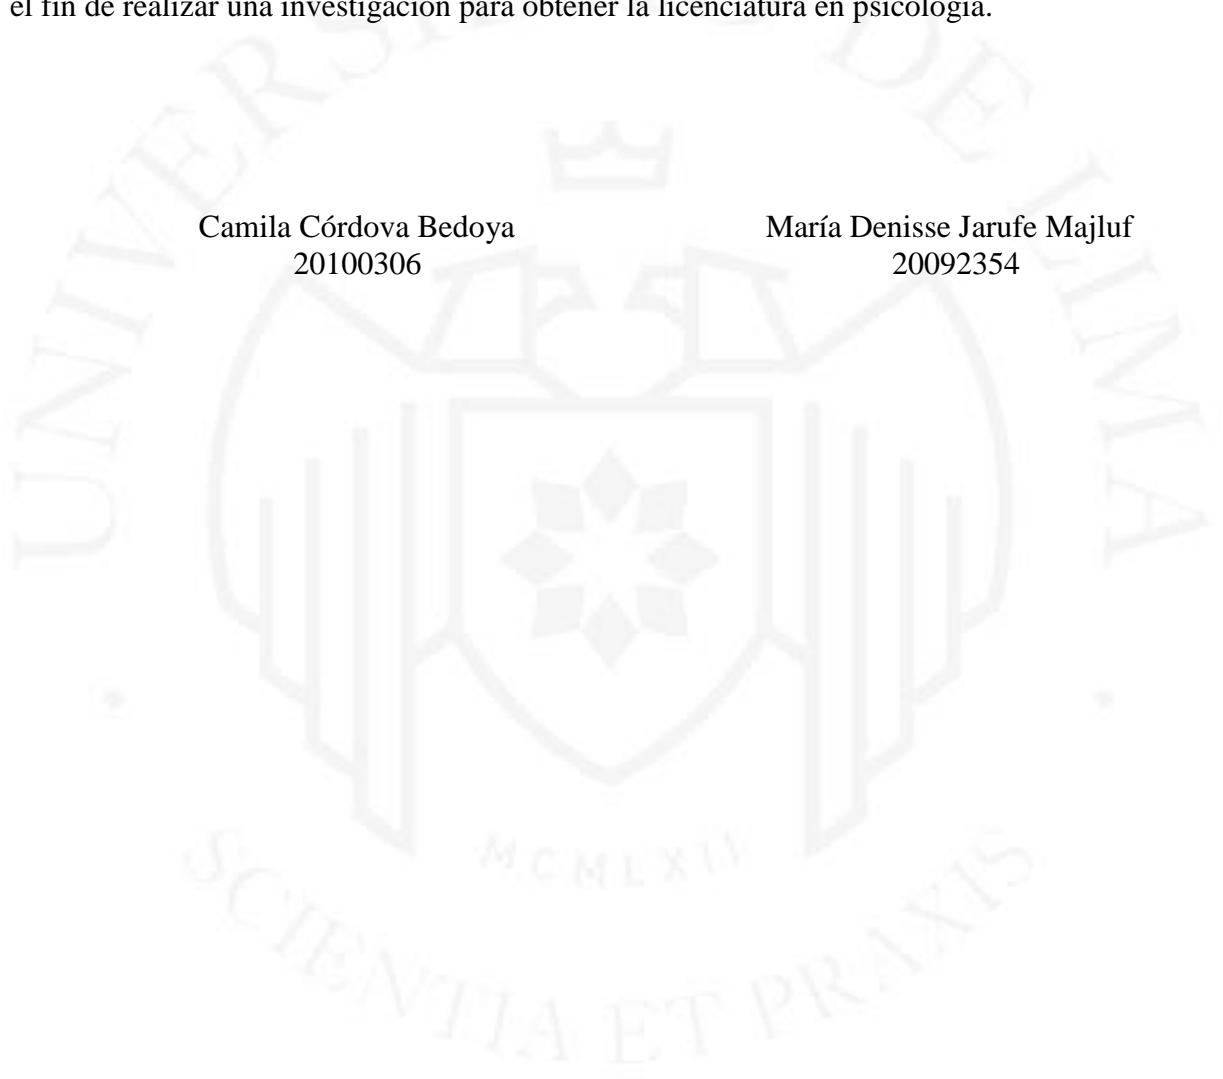 el fin de realizar una investigación para obtener la licenciatura en psicología.
Camila Córdova Bedoya María Denisse Jarufe Majluf
20100306 20092354
UNIVERSIDAD DE LIMA
MCMLXII
SCIENTIA ET PRAXIS